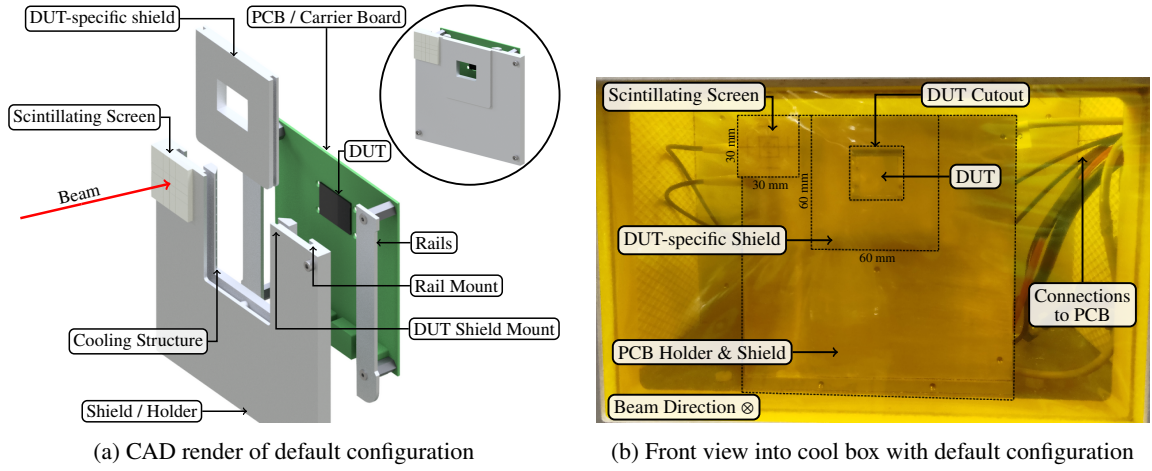 DUT-specific shield
PCB / Carrier Board
Scintillating Screen
DUT
Beam
Rails
Rail Mount
DUT Shield Mount
Cooling Structure
Shield / Holder
(a) CAD render of default configuration
Scintillating Screen
DUT Cutout
30 mm
30 mm
60 mm
DUT
DUT-specific Shield
60 mm
Connections
to PCB
PCB Holder & Shield
Beam Direction ⊗
(b) Front view into cool box with default configuration